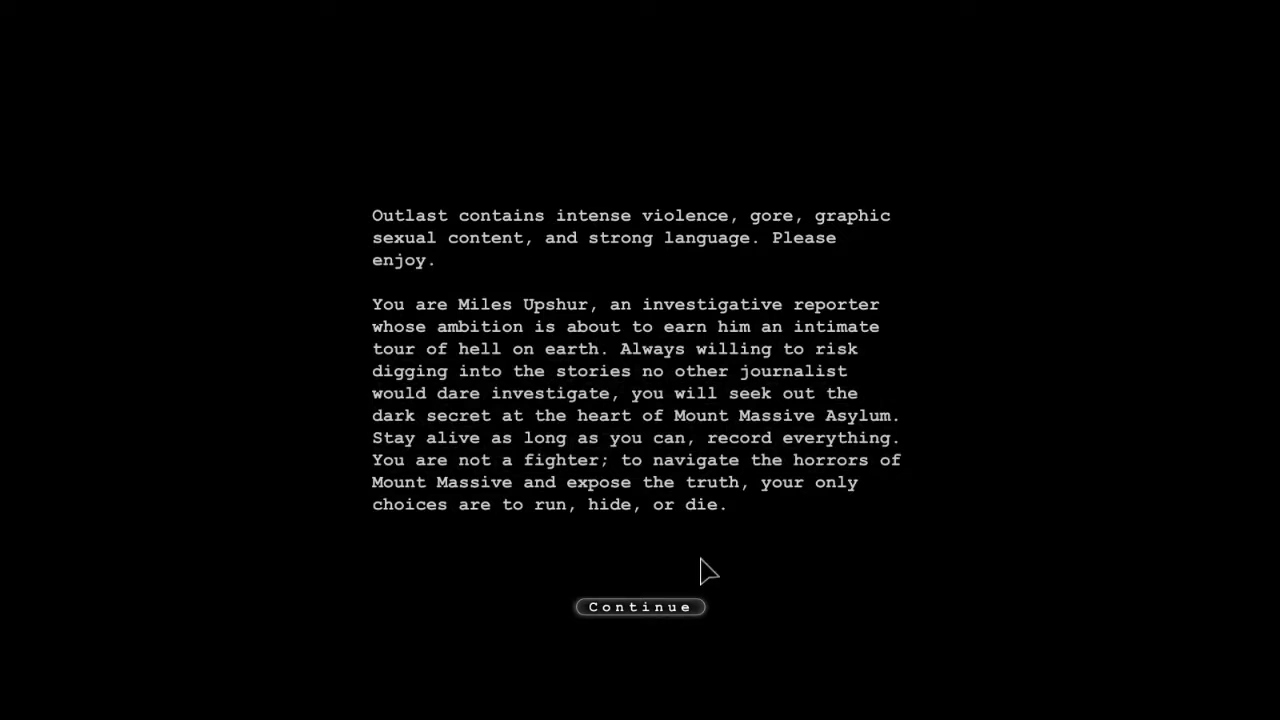 Outlast contains intense violence, gore, graphic
sexual content, and strong language. Please
enjoy.
You are Miles Upshur, an investigative reporter
whose ambition is about to earn him an intimate
tour of hell on earth. Always willing to risk
digging into the stories no other journalist
would dare investigate, you will seek out the
dark secret at the heart of Mount Massive Asylum.
Stay alive as long as you can, record everything.
You are not a fighter; to navigate the horrors of
Mount Massive and expose the truth, your only
choices are to run, hide, or die.
Continue